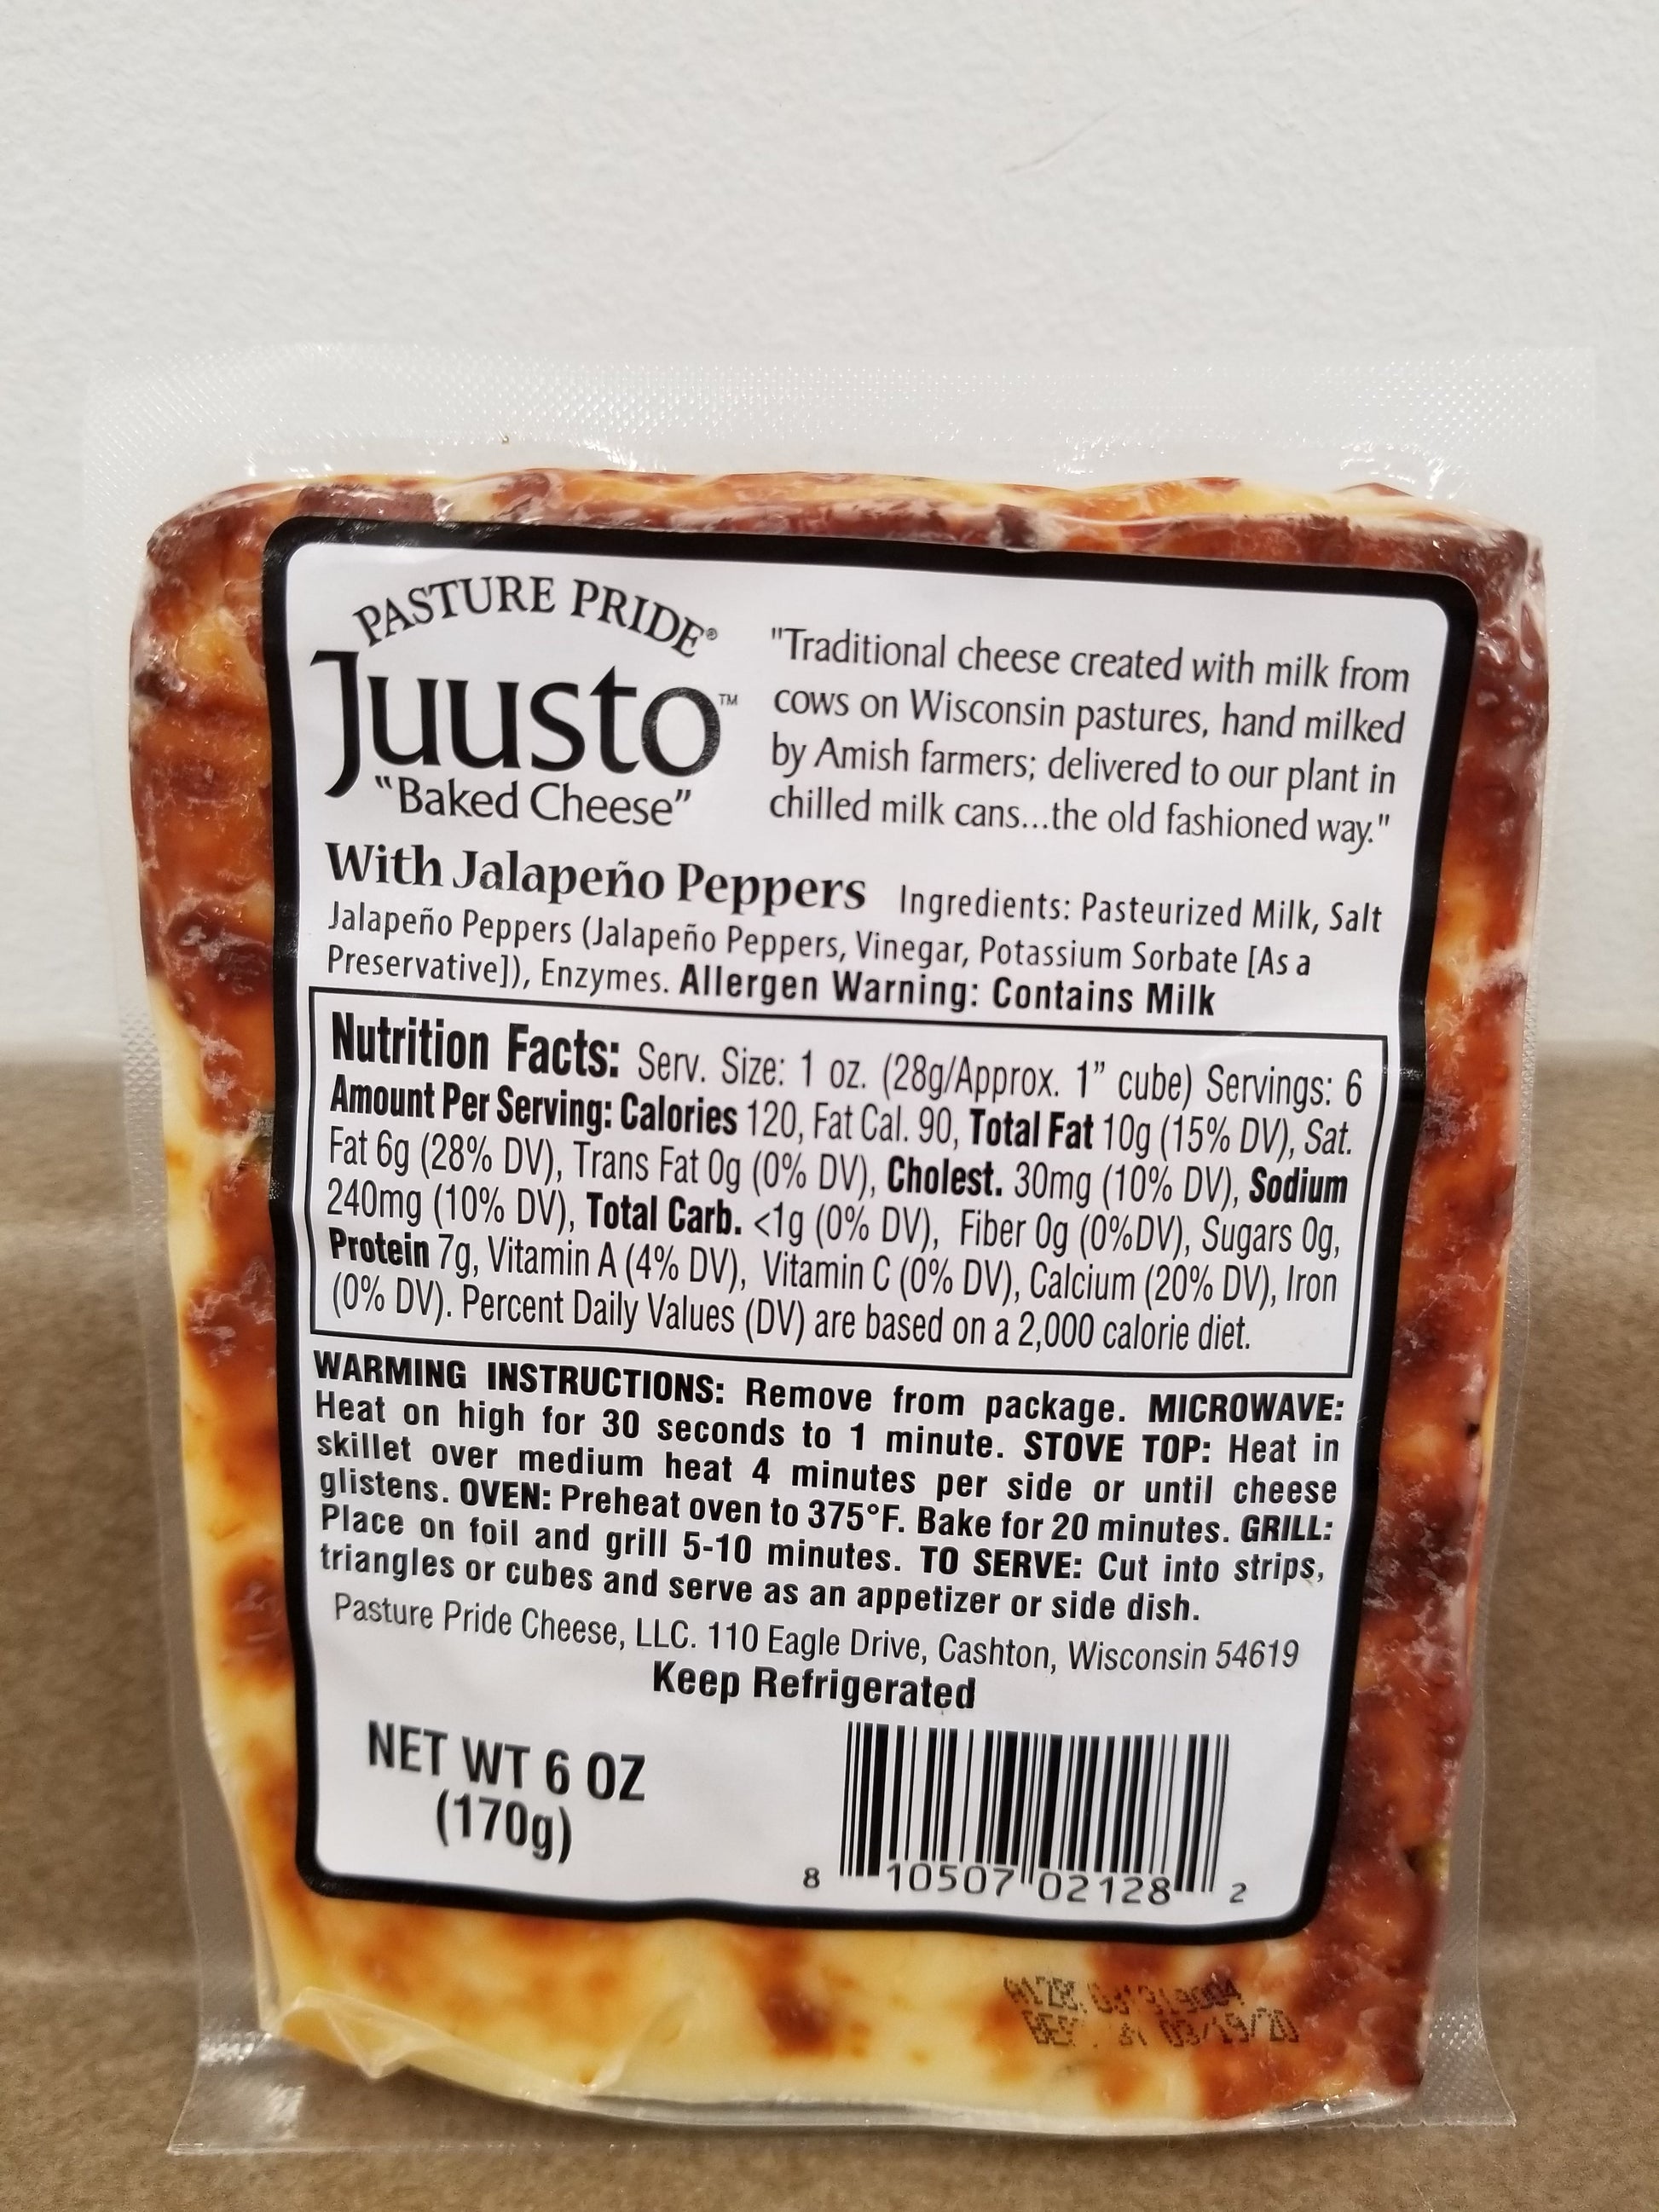 PASTURE PRIDE®
Juusto™
"Baked Cheese"
"Traditional cheese created with milk from
cows on Wisconsin pastures, hand milked
by Amish farmers; delivered to our plant in
chilled milk cans...the old fashioned way."
With Jalapeño Peppers Ingredients: Pasteurized Milk, Salt
Jalapeño Peppers (Jalapeño Peppers, Vinegar, Potassium Sorbate [As a
Preservative]), Enzymes. Allergen Warning: Contains Milk
Nutrition Facts: Serv. Size: 1 oz. (28g/Approx. 1" cube) Servings: 6
Amount Per Serving: Calories 120, Fat Cal. 90, Total Fat 10g (15% DV), Sat.
Fat 6g (28% DV), Trans Fat 0g (0% DV), Cholest. 30mg (10% DV), Sodium
240mg (10% DV), Total Carb. <1g (0% DV), Fiber 0g (0%DV), Sugars 0g,
Protein 7g, Vitamin A (4% DV), Vitamin C (0% DV), Calcium (20% DV), Iron
(0% DV). Percent Daily Values (DV) are based on a 2,000 calorie diet.
WARMING INSTRUCTIONS: Remove from package. MICROWAVE:
Heat on high for 30 seconds to 1 minute. STOVE TOP: Heat in
skillet over medium heat 4 minutes per side or until cheese
glistens. OVEN: Preheat oven to 375°F. Bake for 20 minutes. GRILL:
Place on foil and grill 5-10 minutes. TO SERVE: Cut into strips,
triangles or cubes and serve as an appetizer or side dish.
Pasture Pride Cheese, LLC. 110 Eagle Drive, Cashton, Wisconsin 54619
Keep Refrigerated
NET WT 6 OZ
(170g)
8 10507 02128 2
03/19/20